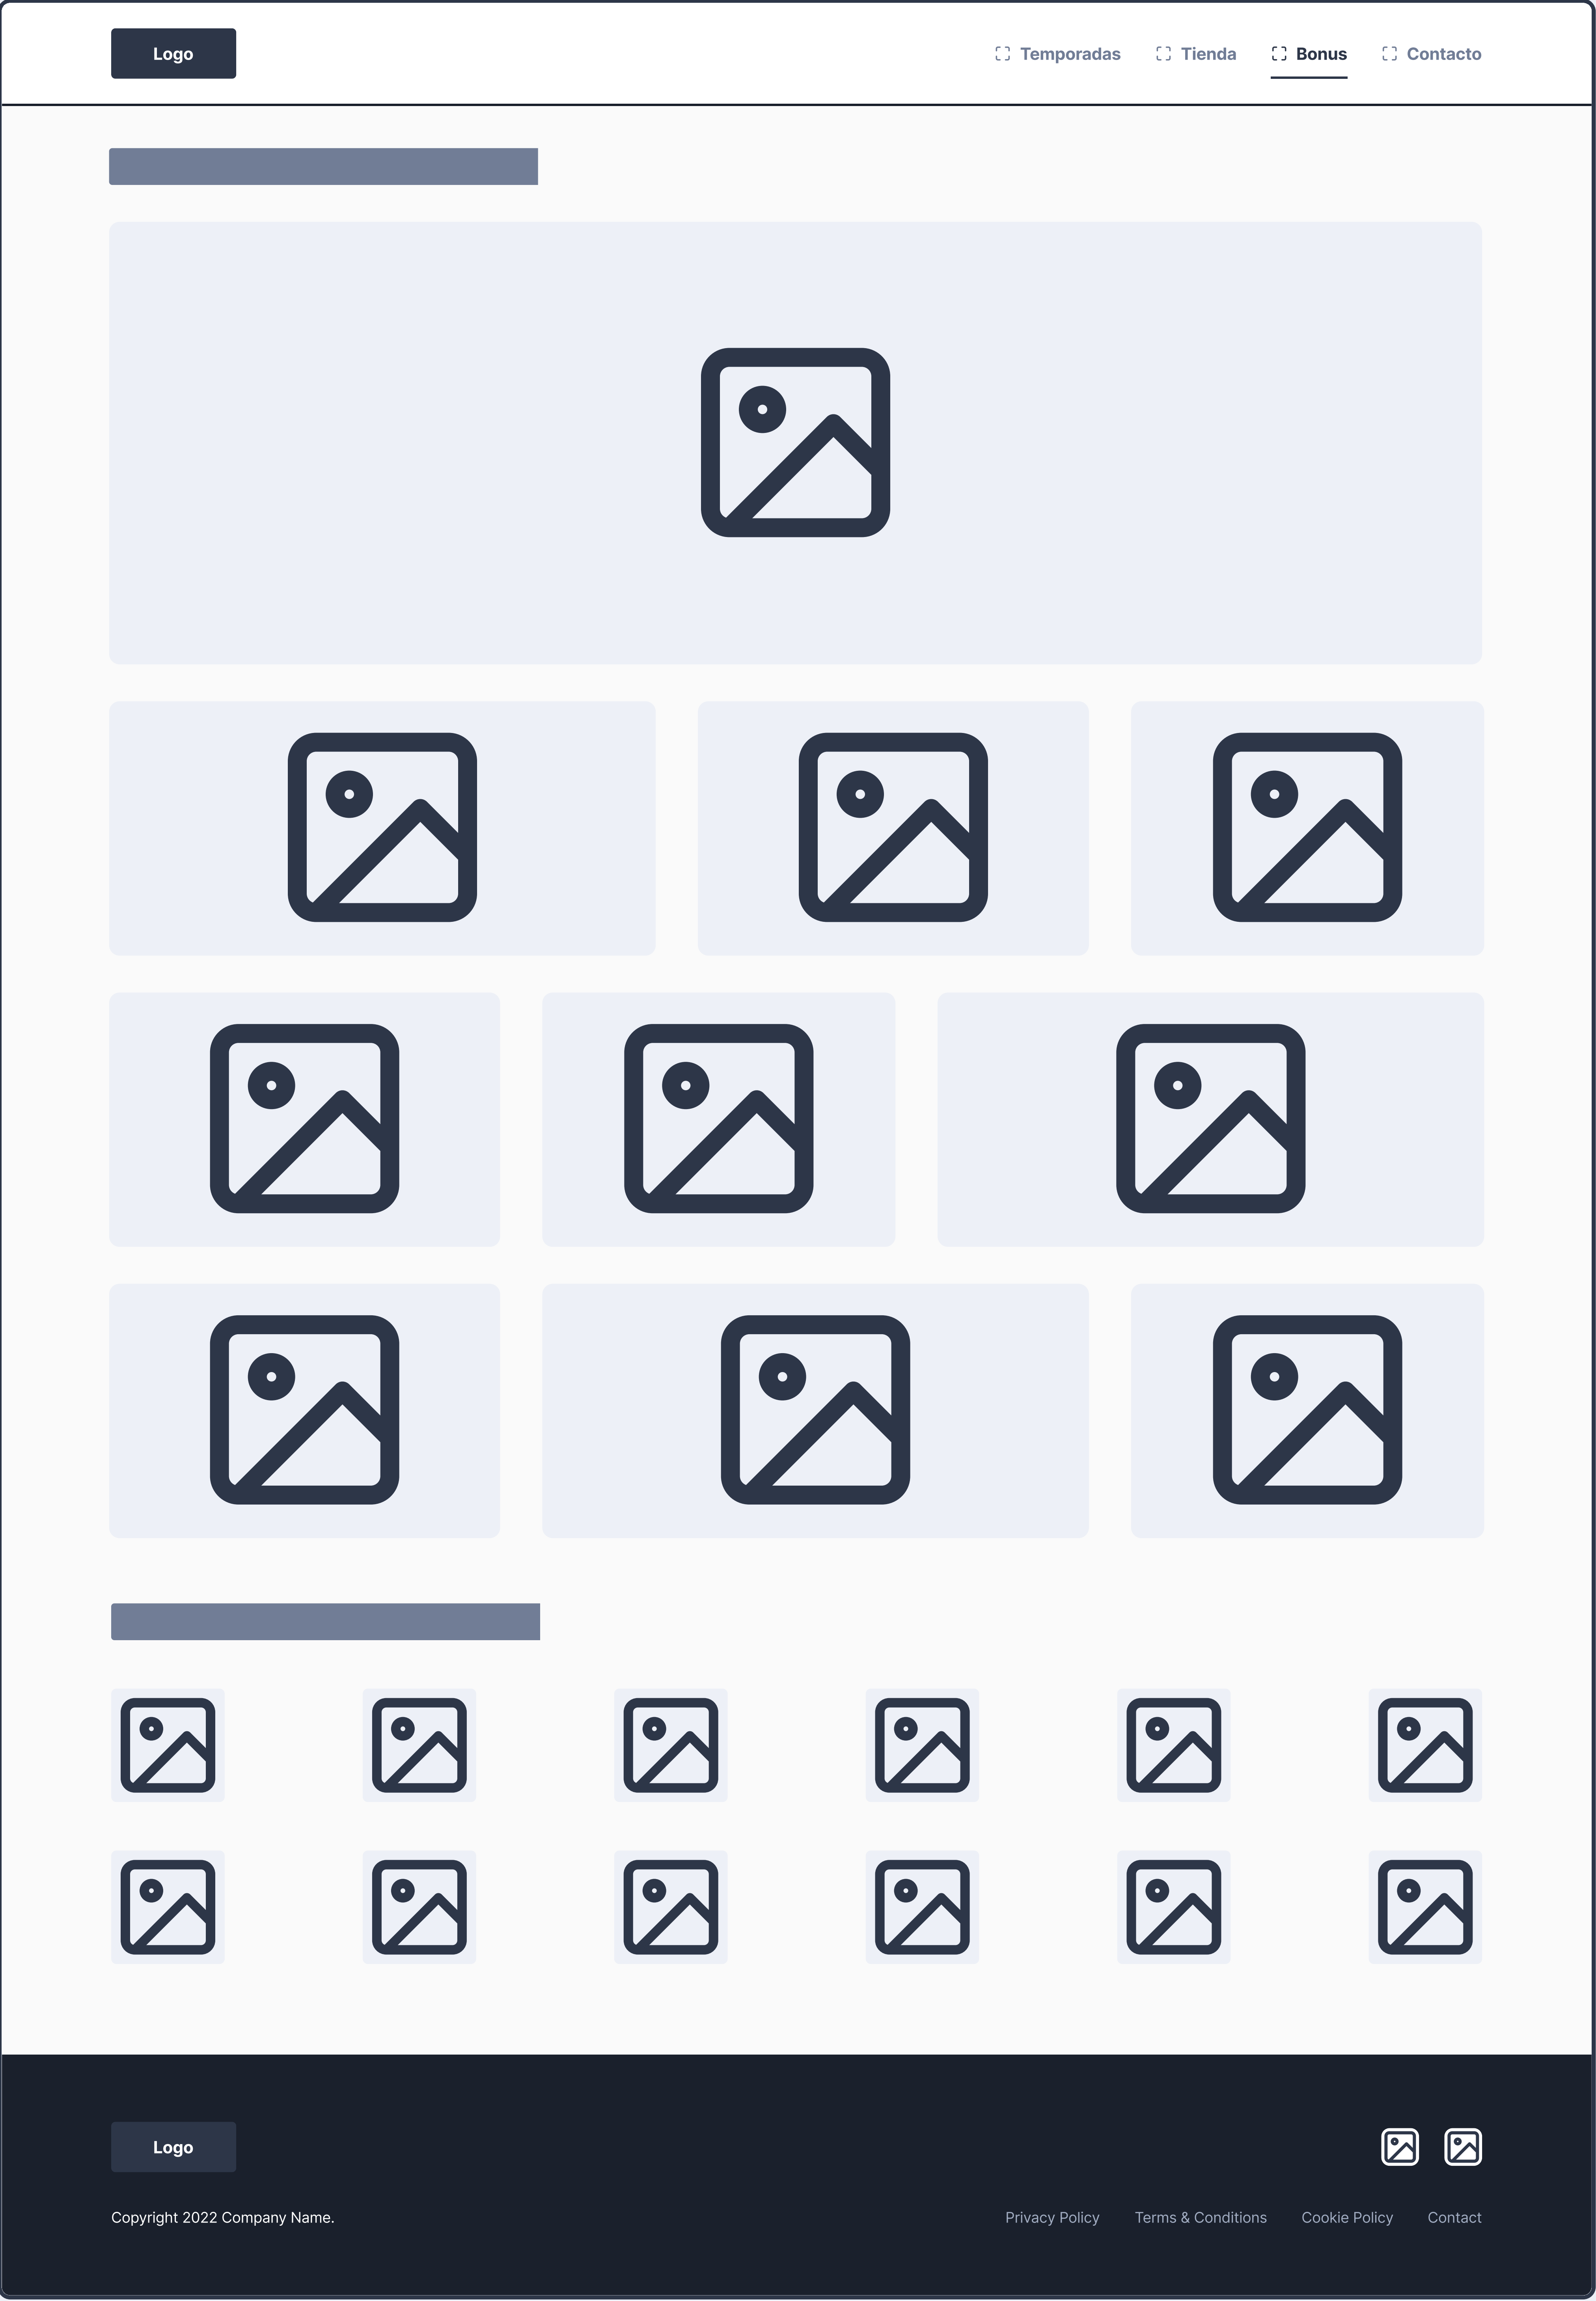 Logo
Temporadas Tienda Bonus Contacto
Logo
Copyright 2022 Company Name.
Privacy Policy Terms & Conditions Cookie Policy Contact